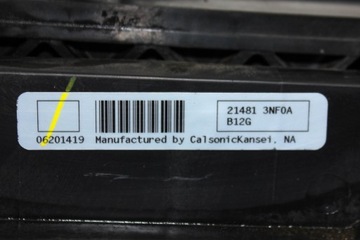 21481 3NF0A
B12G
06201419 Manufactured by CalsonicKansei, NA